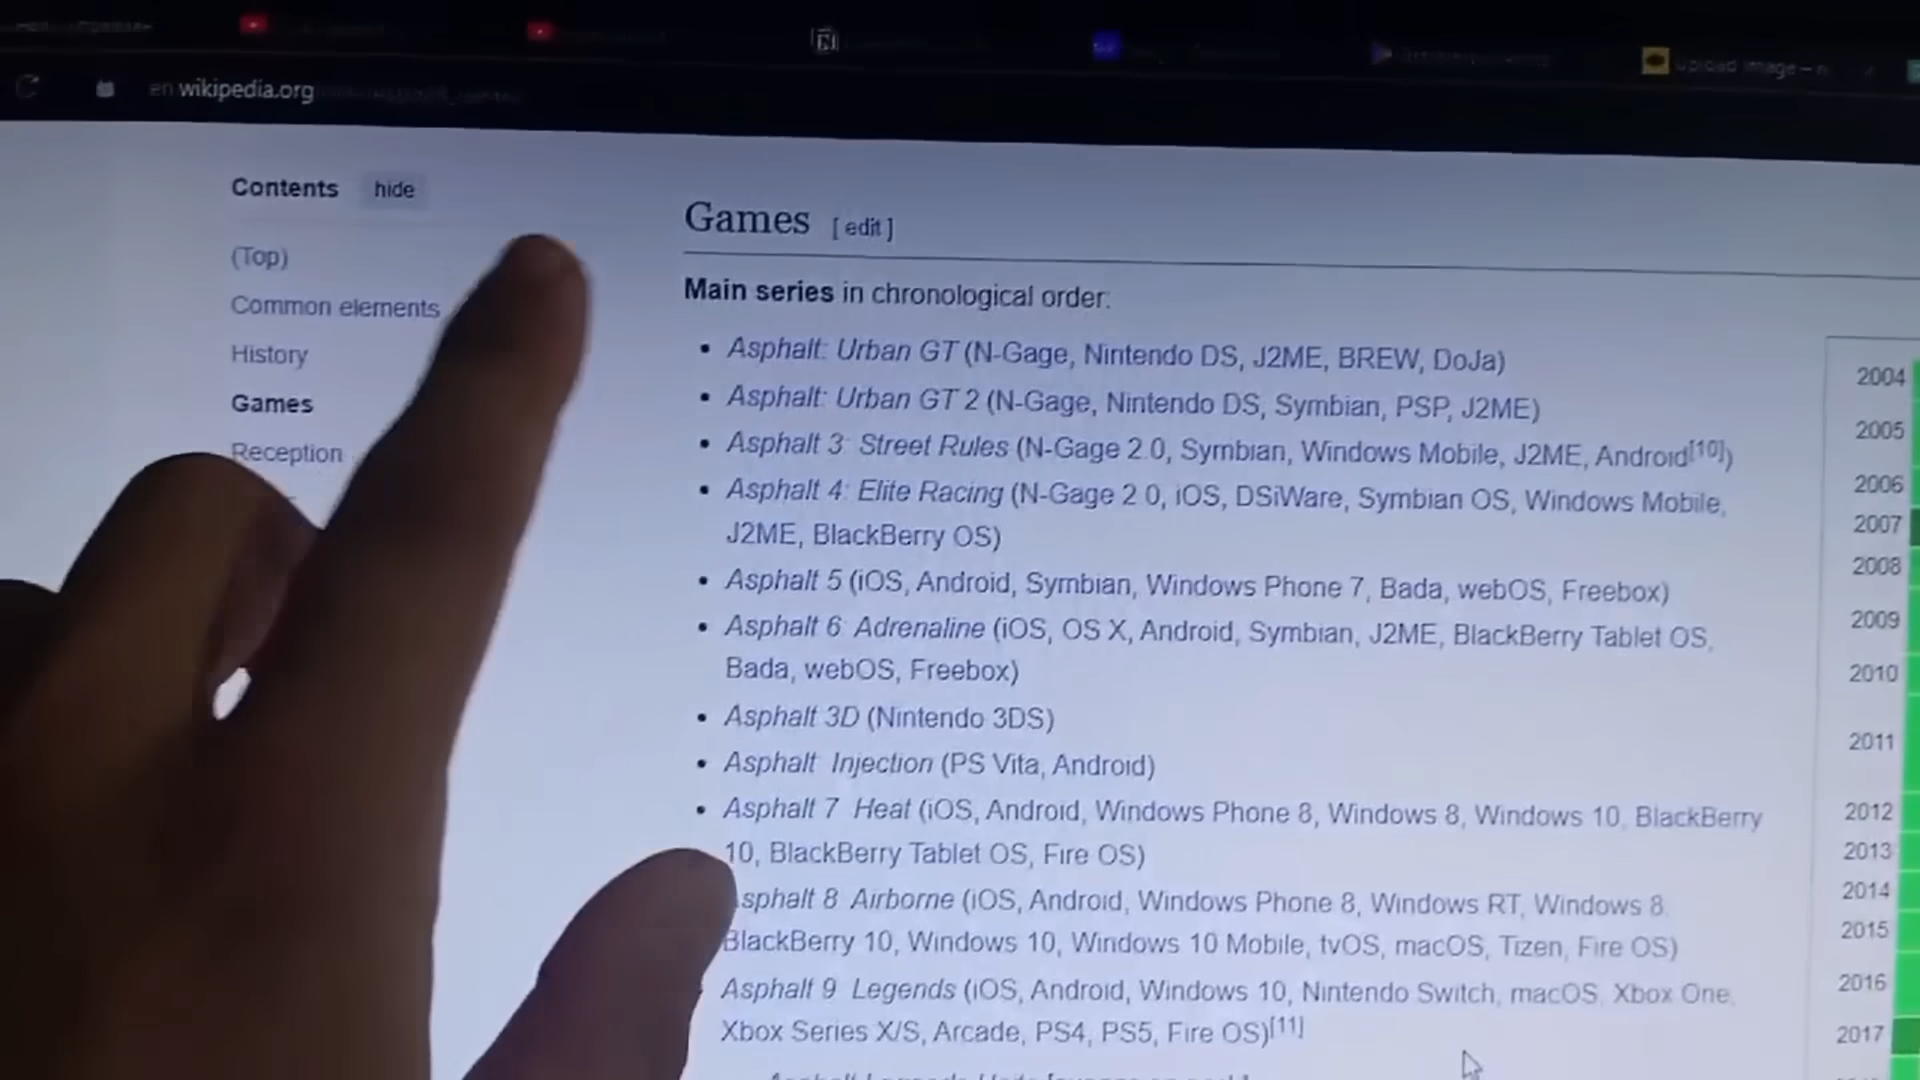 en.wikipedia.org
Upload Image –
Contents hide
(Top)
Common elements
History
Games
Reception
Games [ edit ]
Main series in chronological order:
• Asphalt: Urban GT (N-Gage, Nintendo DS, J2ME, BREW, DoJa)
• Asphalt: Urban GT 2 (N-Gage, Nintendo DS, Symbian, PSP, J2ME)
• Asphalt 3: Street Rules (N-Gage 2.0, Symbian, Windows Mobile, J2ME, Android[10])
• Asphalt 4: Elite Racing (N-Gage 2.0, iOS, DSiWare, Symbian OS, Windows Mobile,
J2ME, BlackBerry OS)
• Asphalt 5 (iOS, Android, Symbian, Windows Phone 7, Bada, webOS, Freebox)
• Asphalt 6: Adrenaline (iOS, OS X, Android, Symbian, J2ME, BlackBerry Tablet OS,
Bada, webOS, Freebox)
• Asphalt 3D (Nintendo 3DS)
• Asphalt: Injection (PS Vita, Android)
• Asphalt 7: Heat (iOS, Android, Windows Phone 8, Windows 8, Windows 10, BlackBerry
10, BlackBerry Tablet OS, Fire OS)
sphalt 8: Airborne (iOS, Android, Windows Phone 8, Windows RT, Windows 8,
BlackBerry 10, Windows 10, Windows 10 Mobile, tvOS, macOS, Tizen, Fire OS)
Asphalt 9: Legends (iOS, Android, Windows 10, Nintendo Switch, macOS, Xbox One,
Xbox Series X/S, Arcade, PS4, PS5, Fire OS)[11]
2004
2005
2006
2007
2008
2009
2010
2011
2012
2013
2014
2015
2016
2017